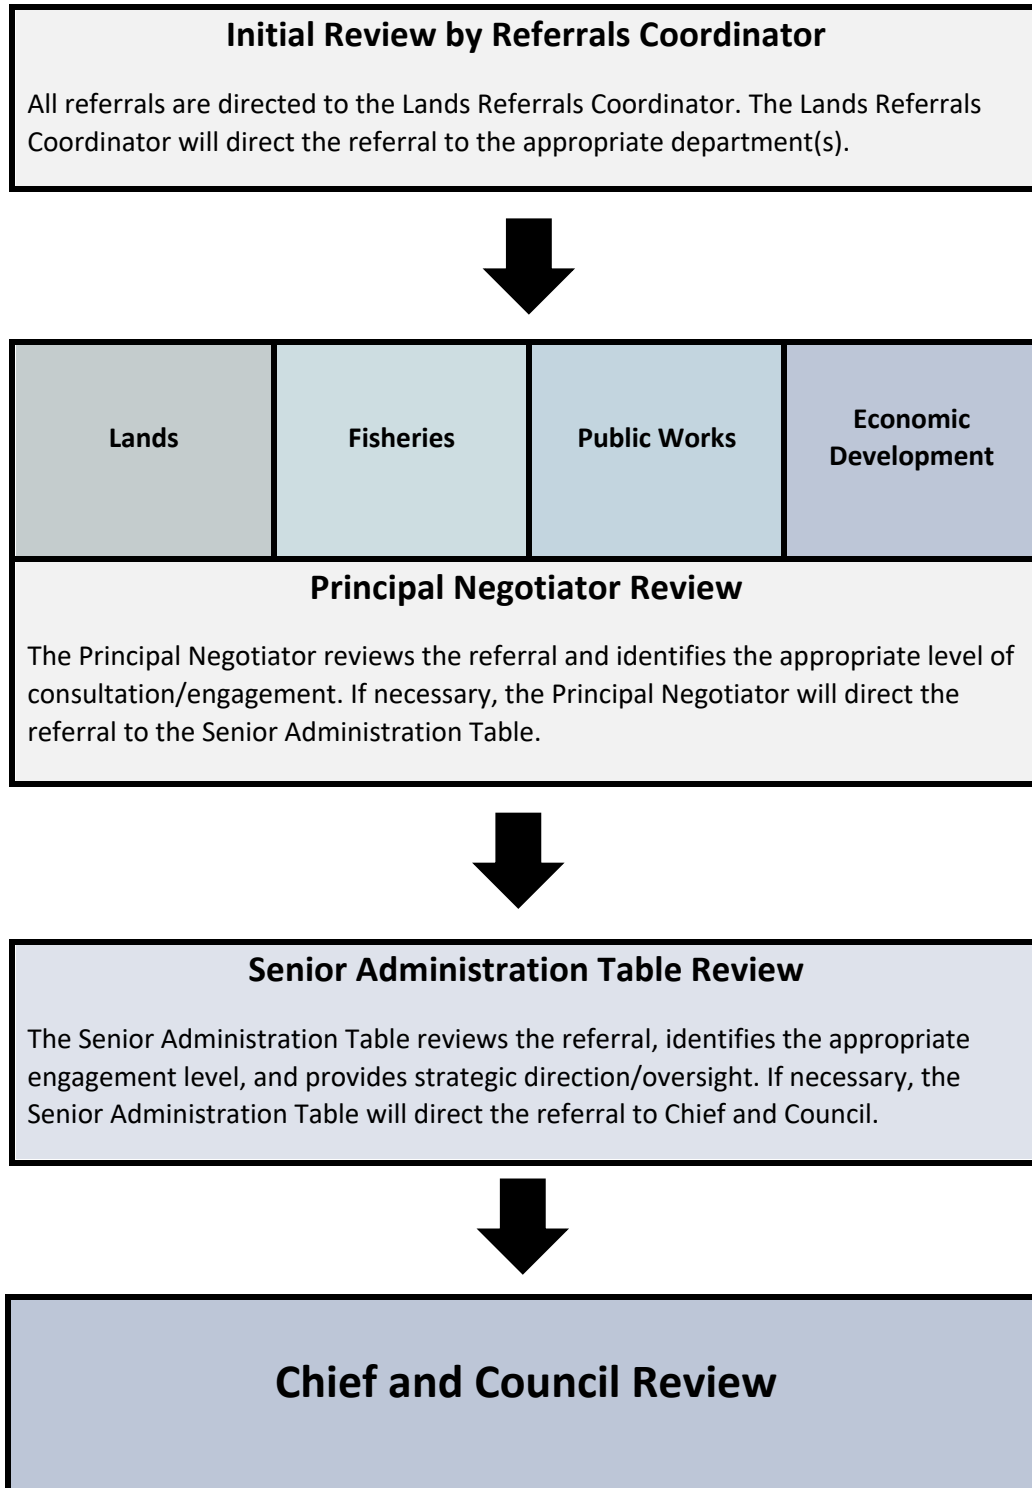 Initial Review by Referrals Coordinator
All referrals are directed to the Lands Referrals Coordinator. The Lands Referrals
Coordinator will direct the referral to the appropriate department(s).
Lands
Fisheries
Public Works
Economic
Development
Principal Negotiator Review
The Principal Negotiator reviews the referral and identifies the appropriate level of
consultation/engagement. If necessary, the Principal Negotiator will direct the
referral to the Senior Administration Table.
Senior Administration Table Review
The Senior Administration Table reviews the referral, identifies the appropriate
engagement level, and provides strategic direction/oversight. If necessary, the
Senior Administration Table will direct the referral to Chief and Council.
Chief and Council Review